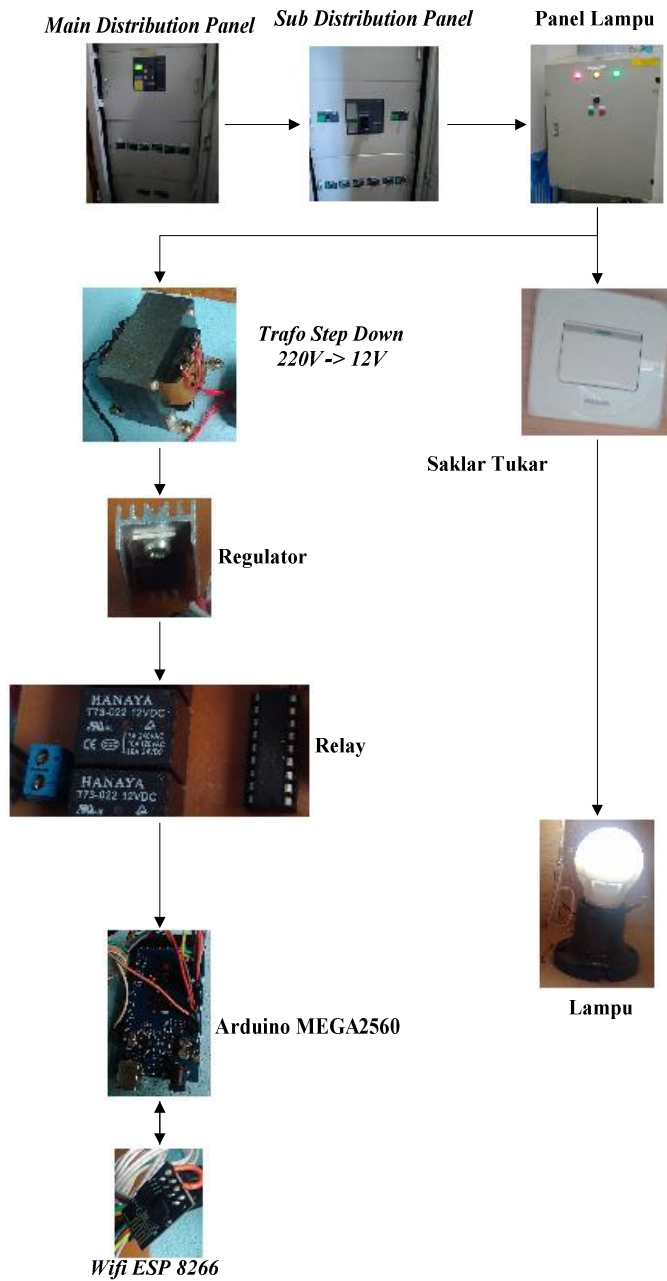 Main Distribution Panel
Sub Distribution Panel
Panel Lampu
Trafo Step Down
220V -> 12V
Saklar Tukar
Regulator
HANAYA
T73-022 12VDC
HANAYA
T73-022 12VDC
Relay
Arduino MEGA2560
Lampu
Wifi ESP 8266